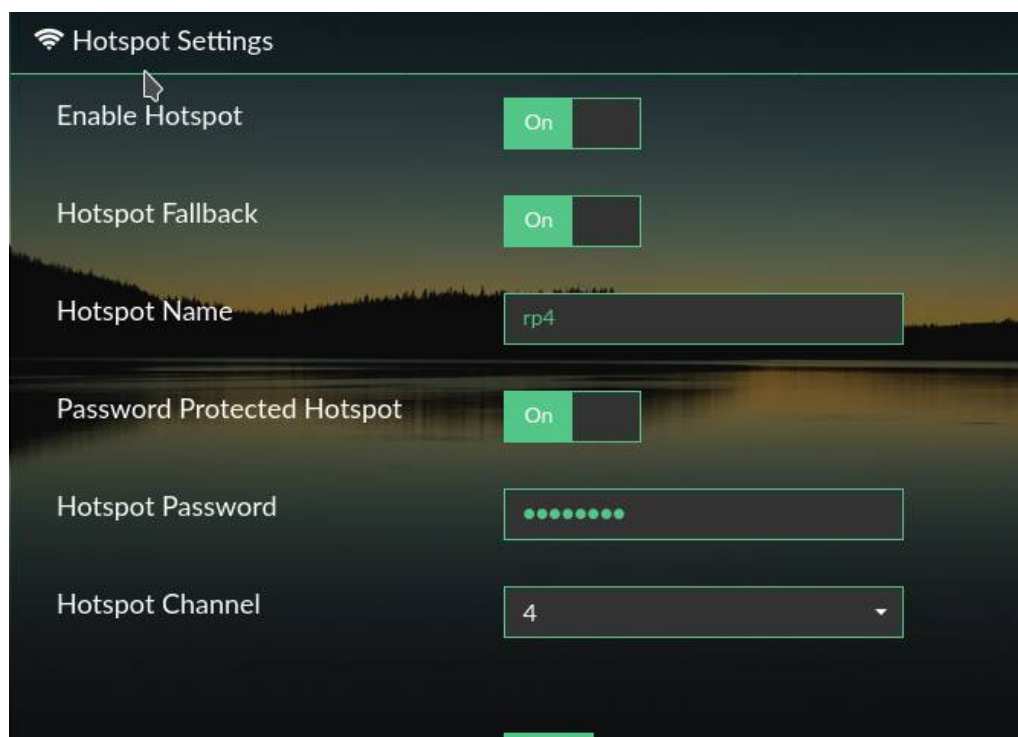 Hotspot Settings
Enable Hotspot
On
Hotspot Fallback
On
Hotspot Name
rp4
Password Protected Hotspot
On
Hotspot Password
●●●●●●●●
Hotspot Channel
4